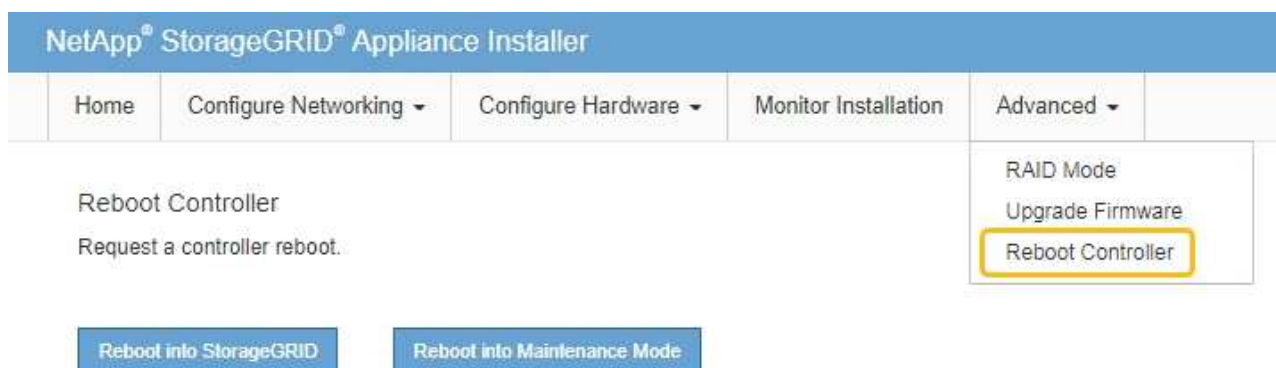 NetApp® StorageGRID® Appliance Installer
Home Configure Networking Configure Hardware Monitor Installation Advanced
RAID Mode
Upgrade Firmware
Reboot Controller
Reboot Controller
Request a controller reboot.
Reboot into StorageGRID Reboot into Maintenance Mode